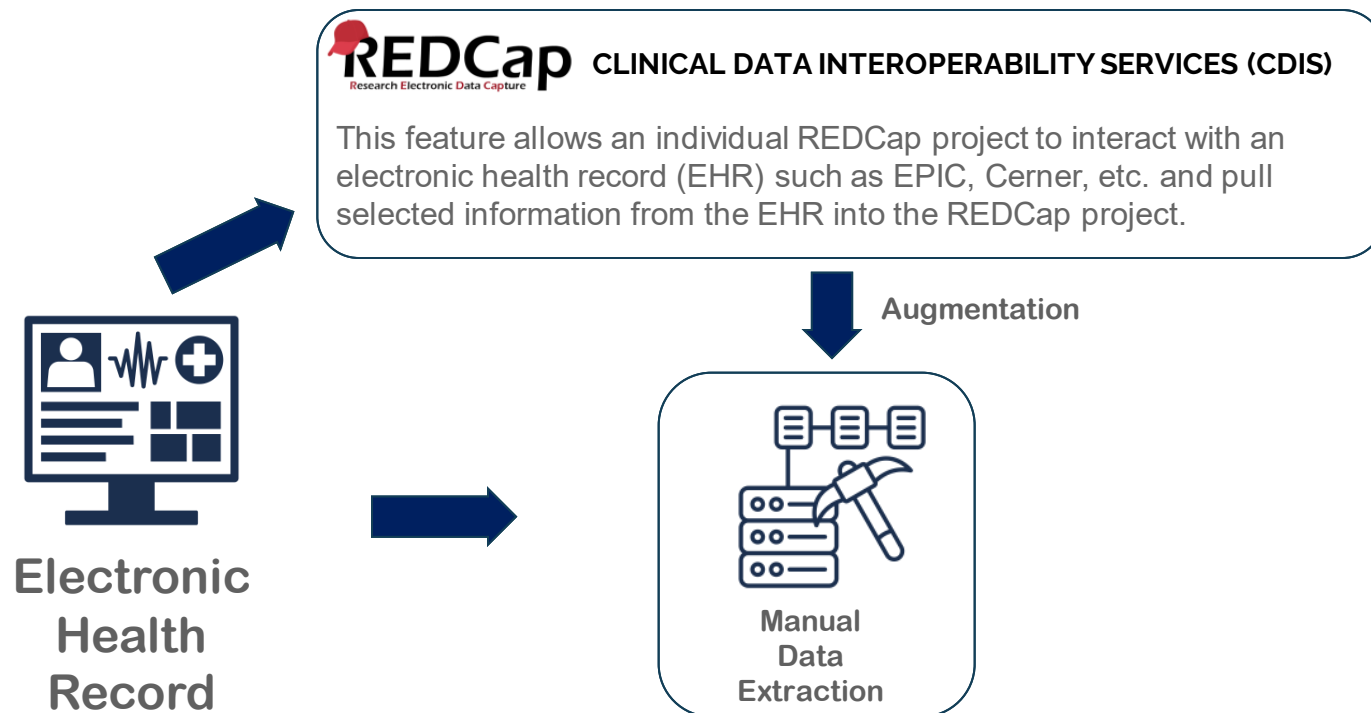 REDCap
Research Electronic Data Capture
CLINICAL DATA INTEROPERABILITY SERVICES (CDIS)
This feature allows an individual REDCap project to interact with an
electronic health record (EHR) such as EPIC, Cerner, etc. and pull
selected information from the EHR into the REDCap project.
Augmentation
Electronic
Health
Record
Manual
Data
Extraction